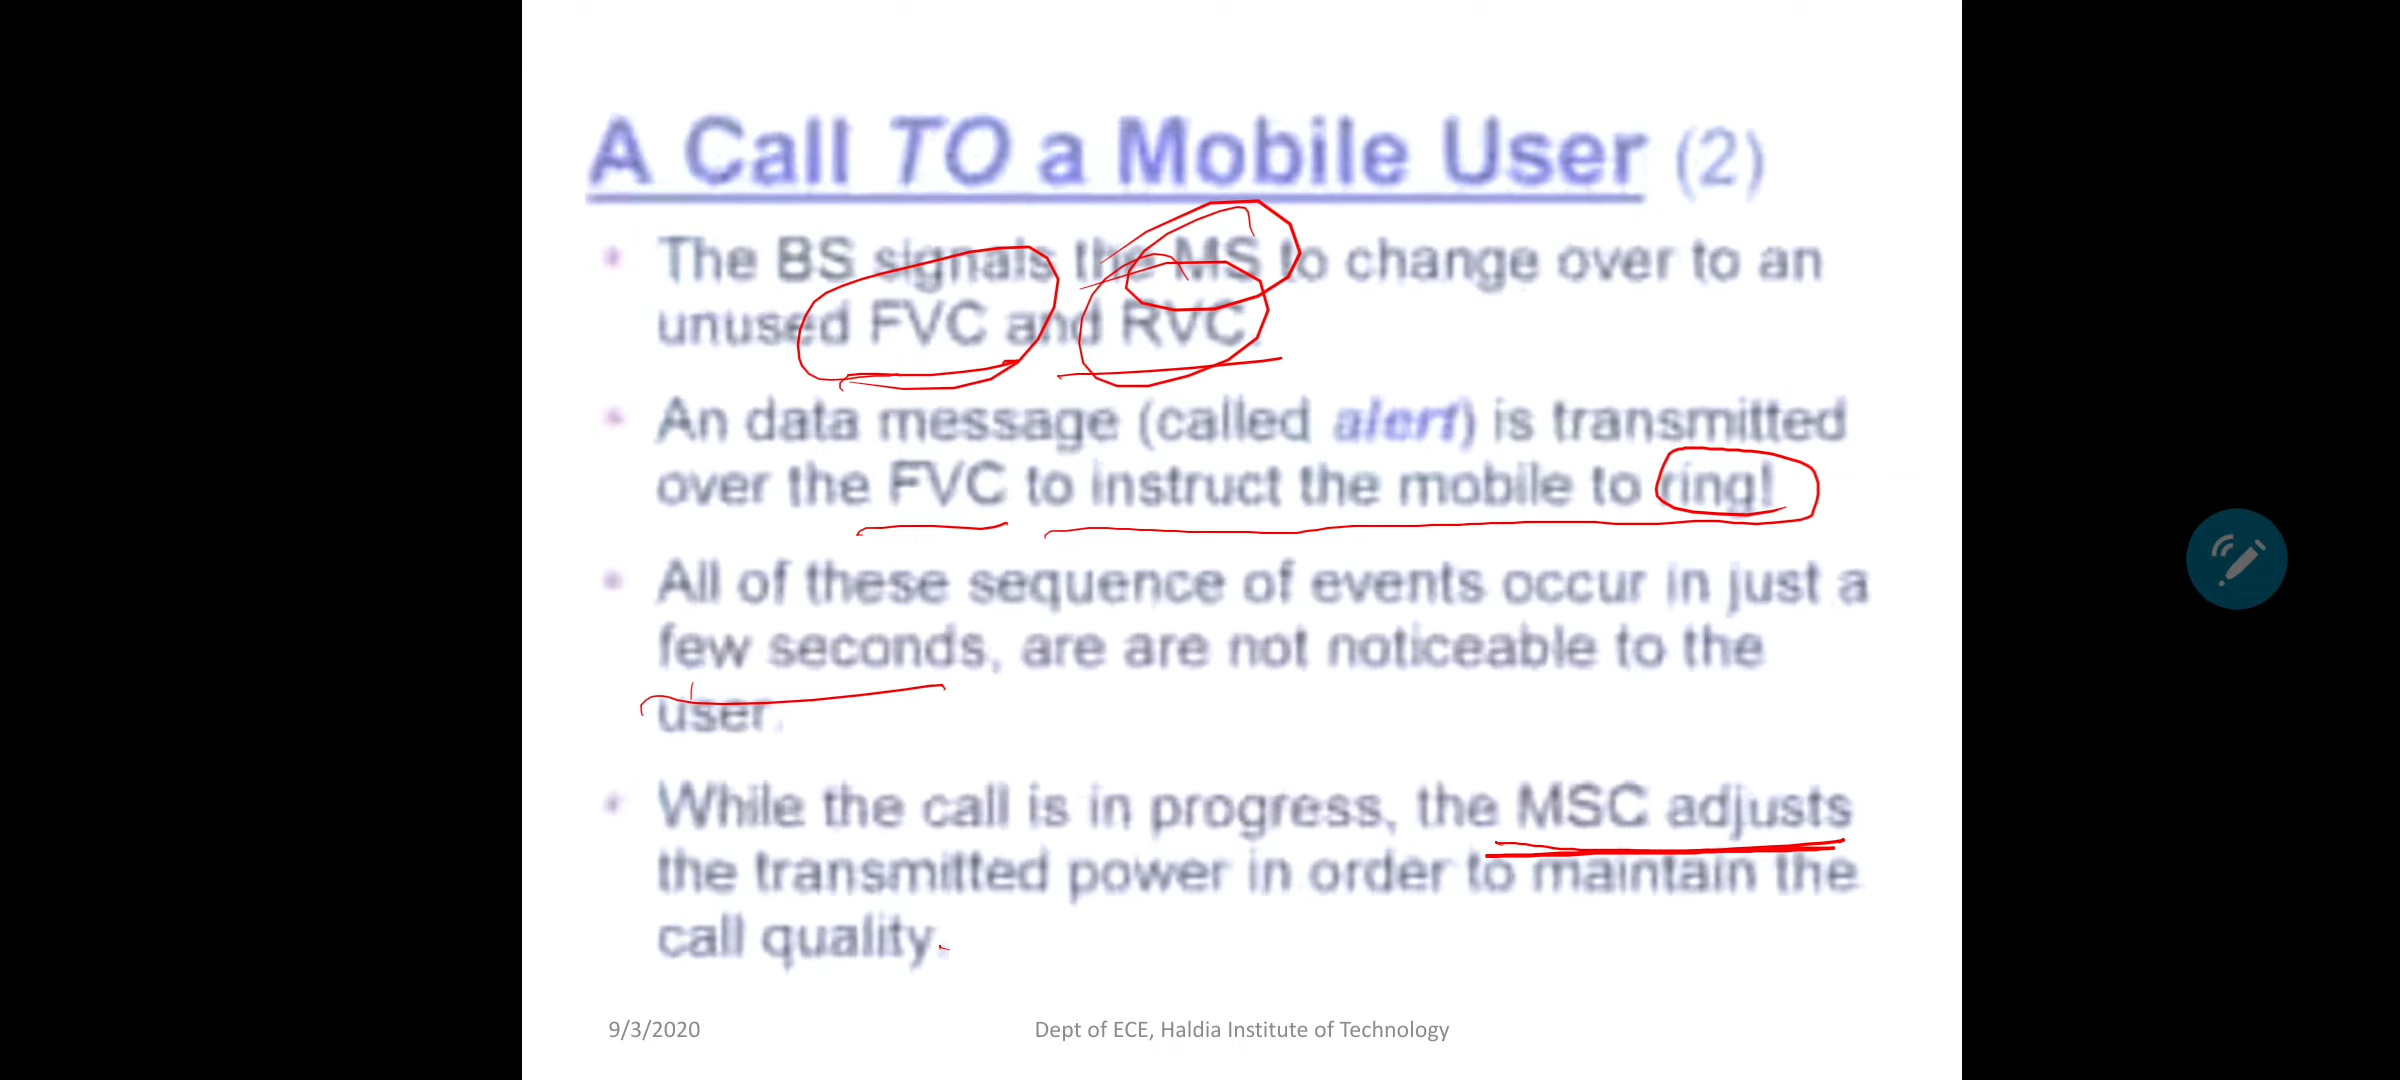 A Call TO a Mobile User (2)
• The BS signals the MS to change over to an
unused FVC and RVC.
• An data message (called alert) is transmitted
over the FVC to instruct the mobile to ring!
• All of these sequence of events occur in just a
few seconds, are are not noticeable to the
user.
• While the call is in progress, the MSC adjusts
the transmitted power in order to maintain the
call quality.
9/3/2020
Dept of ECE, Haldia Institute of Technology